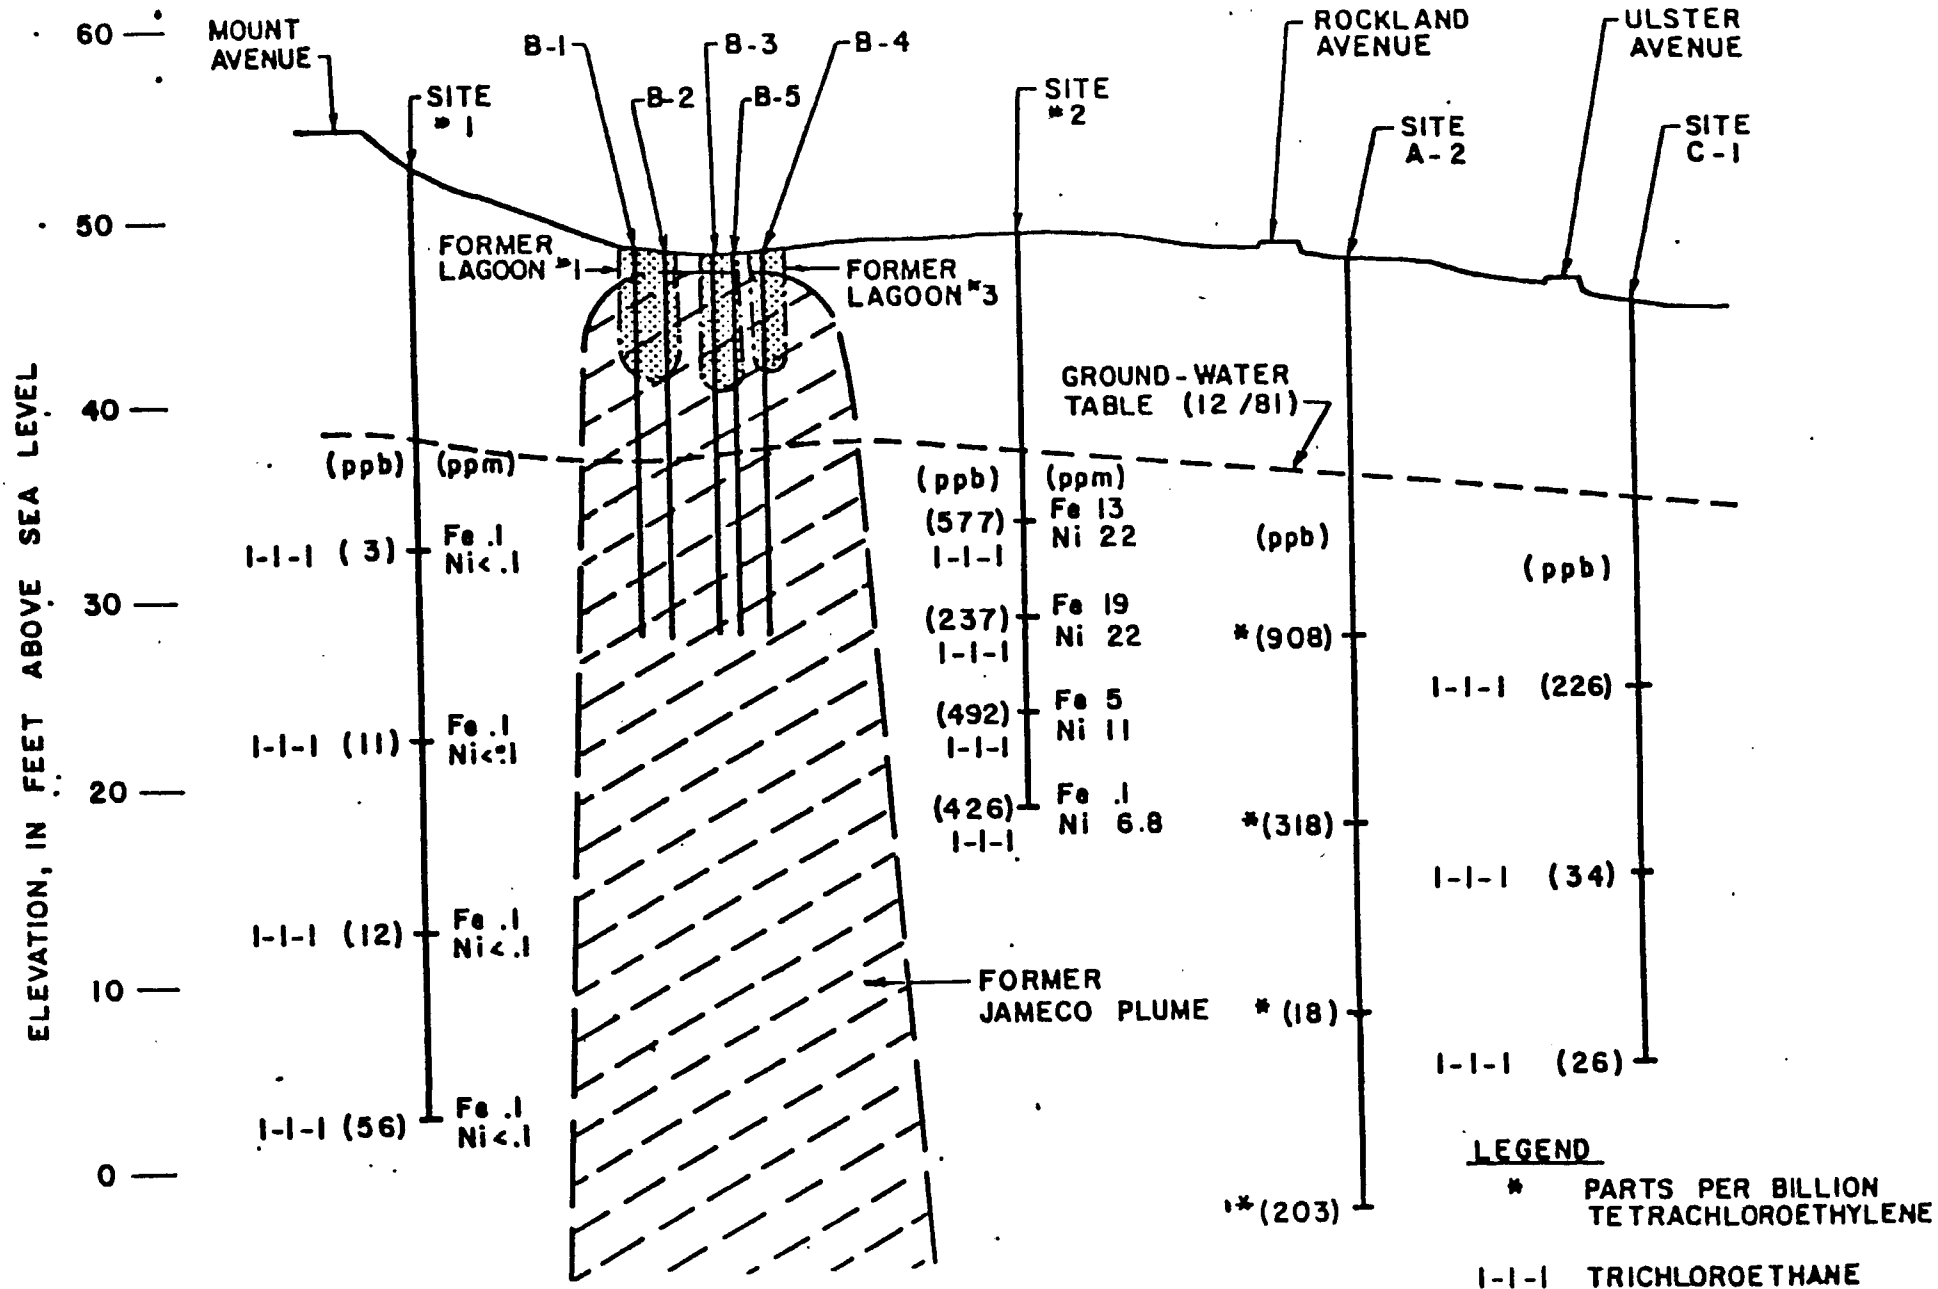 60
MOUNT
AVENUE
B-1
B-3
B-4
ROCKLAND
AVENUE
ULSTER
AVENUE
SITE
*1
B-2
B-5
SITE
*2
SITE
A-2
SITE
C-1
50
FORMER
LAGOON *1
FORMER
LAGOON *3
ELEVATION, IN FEET ABOVE SEA LEVEL
40
GROUND-WATER
TABLE (12/81)
(ppb) (ppm)
(ppb) (ppm)
(577) Fe 13
1-1-1 Ni 22
(ppb)
(ppb)
1-1-1 (3) Fe .1
Ni<.1
30
(237) Fe 19
1-1-1 Ni 22
*(908)
1-1-1 (226)
(492) Fe 5
1-1-1 Ni 11
1-1-1 (11) Fe .1
Ni<.1
20
(426) Fe .1
1-1-1 Ni 6.8
*(318)
1-1-1 (34)
1-1-1 (12) Fe .1
Ni<.1
10
FORMER
JAMECO PLUME
*(18)
1-1-1 (26)
1-1-1 (56) Fe .1
Ni<.1
0
*(203)
LEGEND
* PARTS PER BILLION
TETRACHLOROETHYLENE
1-1-1 TRICHLOROETHANE